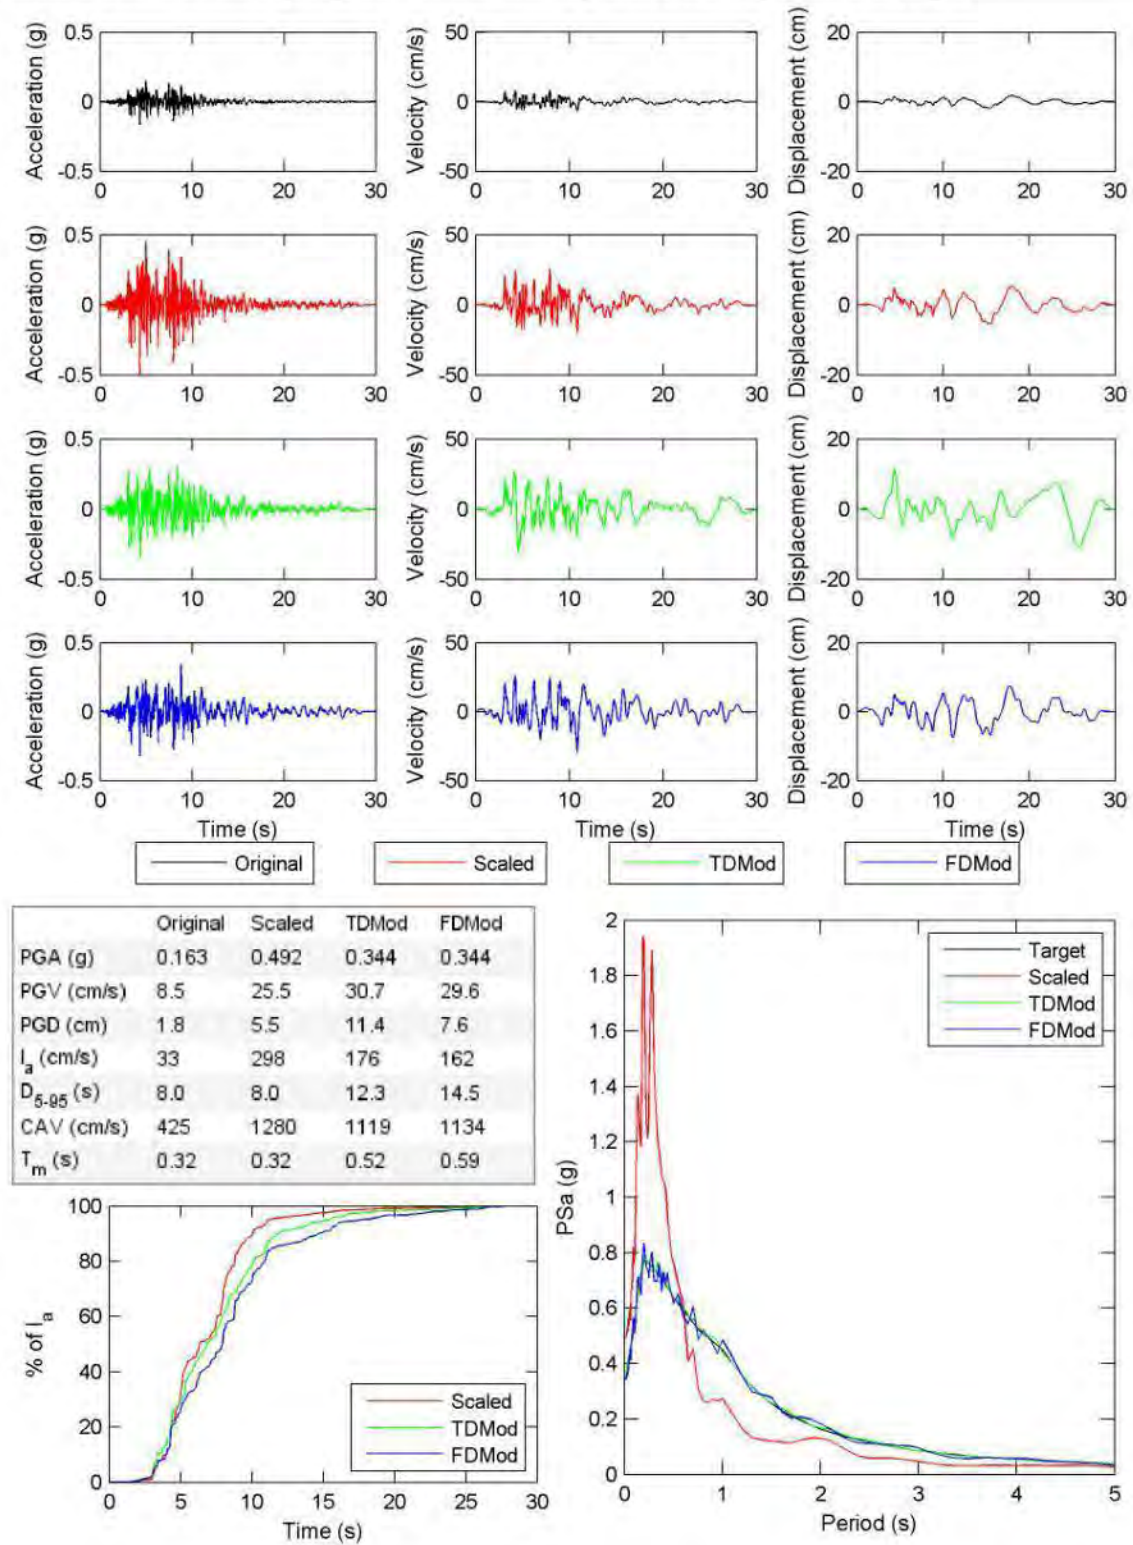 Acceleration (g)
0.5
0
-0.5
0 10 20 30
Velocity (cm/s)
50
0
-50
0 10 20 30
Displacement (cm)
20
0
-20
0 10 20 30
Acceleration (g)
0.5
0
-0.5
0 10 20 30
Velocity (cm/s)
50
0
-50
0 10 20 30
Displacement (cm)
20
0
-20
0 10 20 30
Acceleration (g)
0.5
0
-0.5
0 10 20 30
Velocity (cm/s)
50
0
-50
0 10 20 30
Displacement (cm)
20
0
-20
0 10 20 30
Acceleration (g)
0.5
0
-0.5
0 10 20 30
Time (s)
Velocity (cm/s)
50
0
-50
0 10 20 30
Time (s)
Displacement (cm)
20
0
-20
0 10 20 30
Time (s)
Original Scaled TDMod FDMod
Original Scaled TDMod FDMod
PGA (g) 0.163 0.492 0.344 0.344
PGV (cm/s) 8.5 25.5 30.7 29.6
PGD (cm) 1.8 5.5 11.4 7.6
Ia (cm/s) 33 298 176 162
D5-95 (s) 8.0 8.0 12.3 14.5
CAV (cm/s) 425 1280 1119 1134
Tm (s) 0.32 0.32 0.52 0.59
% of Ia
100
80
60
40
20
0
0 5 10 15 20 25 30
Time (s)
Scaled
TDMod
FDMod
PSa (g)
2
1.8
1.6
1.4
1.2
1
0.8
0.6
0.4
0.2
0
0 1 2 3 4 5
Period (s)
Target
Scaled
TDMod
FDMod